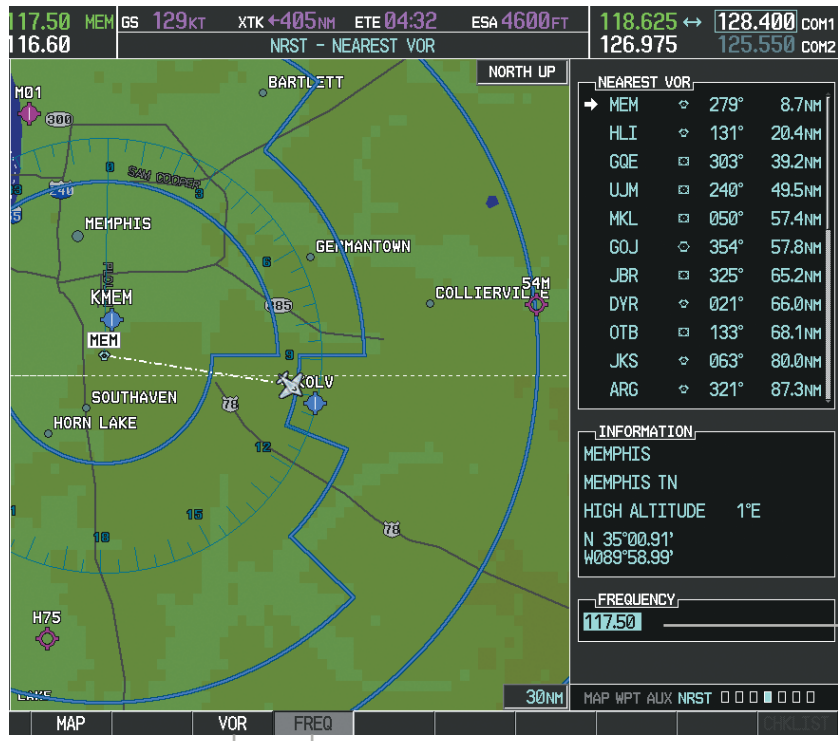 117.50 MEM GS 129KT XTK ←405NM ETE 04:32 ESA 4600FT 118.625 ↔ 128.400 COM1
116.60 NRST - NEAREST VOR 126.975 125.550 COM2
NORTH UP
BARTLETT
M01
300
0
SAM COOPER
3
240
MEMPHIS
6
GERMANTOWN
KMEM
385
COLLIERVILLE
54M
MEM
9
KOLV
SOUTHAVEN
78
HORN LAKE
12
15
78
18
H75
LAKE
30NM
NEAREST VOR
MEM 279° 8.7NM
HLI 131° 20.4NM
GQE 303° 39.2NM
UJM 240° 49.5NM
MKL 050° 57.4NM
GOJ 354° 57.8NM
JBR 325° 65.2NM
DYR 021° 66.0NM
OTB 133° 68.1NM
JKS 063° 80.0NM
ARG 321° 87.3NM
INFORMATION
MEMPHIS
MEMPHIS TN
HIGH ALTITUDE 1°E
N 35°00.91'
W089°58.99'
FREQUENCY
117.50
MAP WPT AUX NRST
MAP VOR FREQ CHKLIST